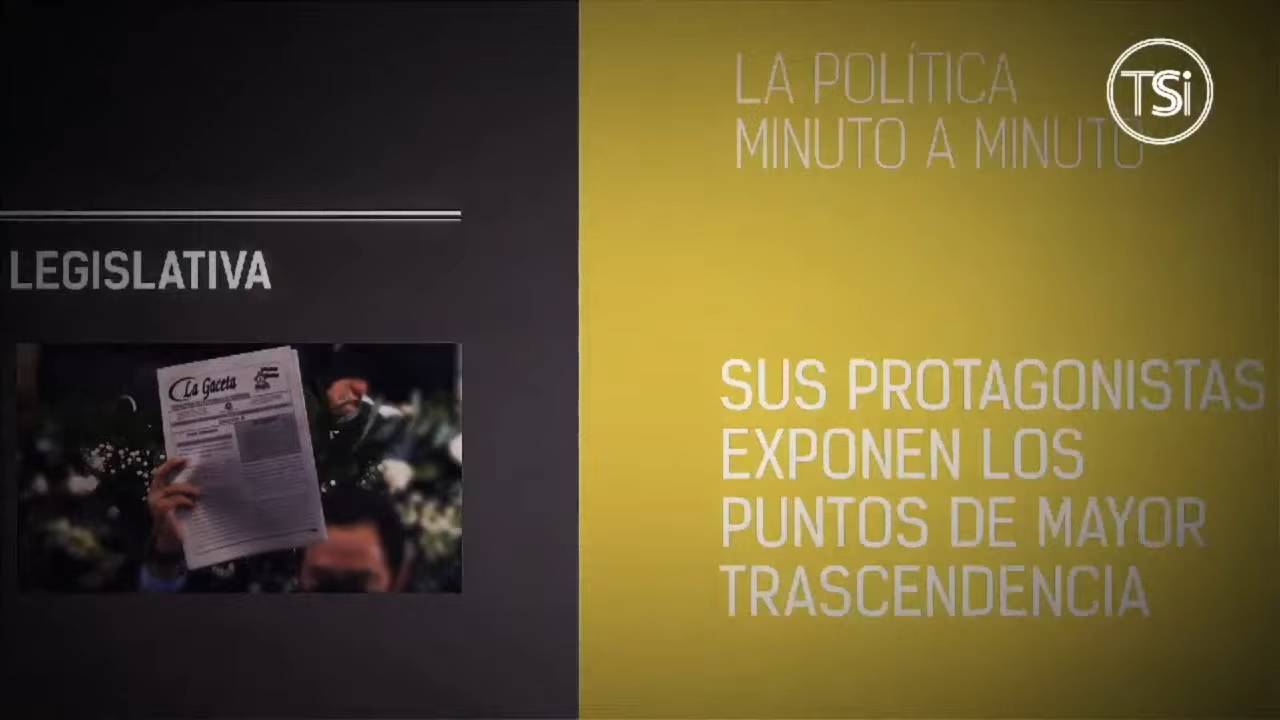 LEGISLATIVA
La Gaceta
LA POLÍTICA
MINUTO A MINUTO
TSi
SUS PROTAGONISTAS
EXPONEN LOS
PUNTOS DE MAYOR
TRASCENDENCIA